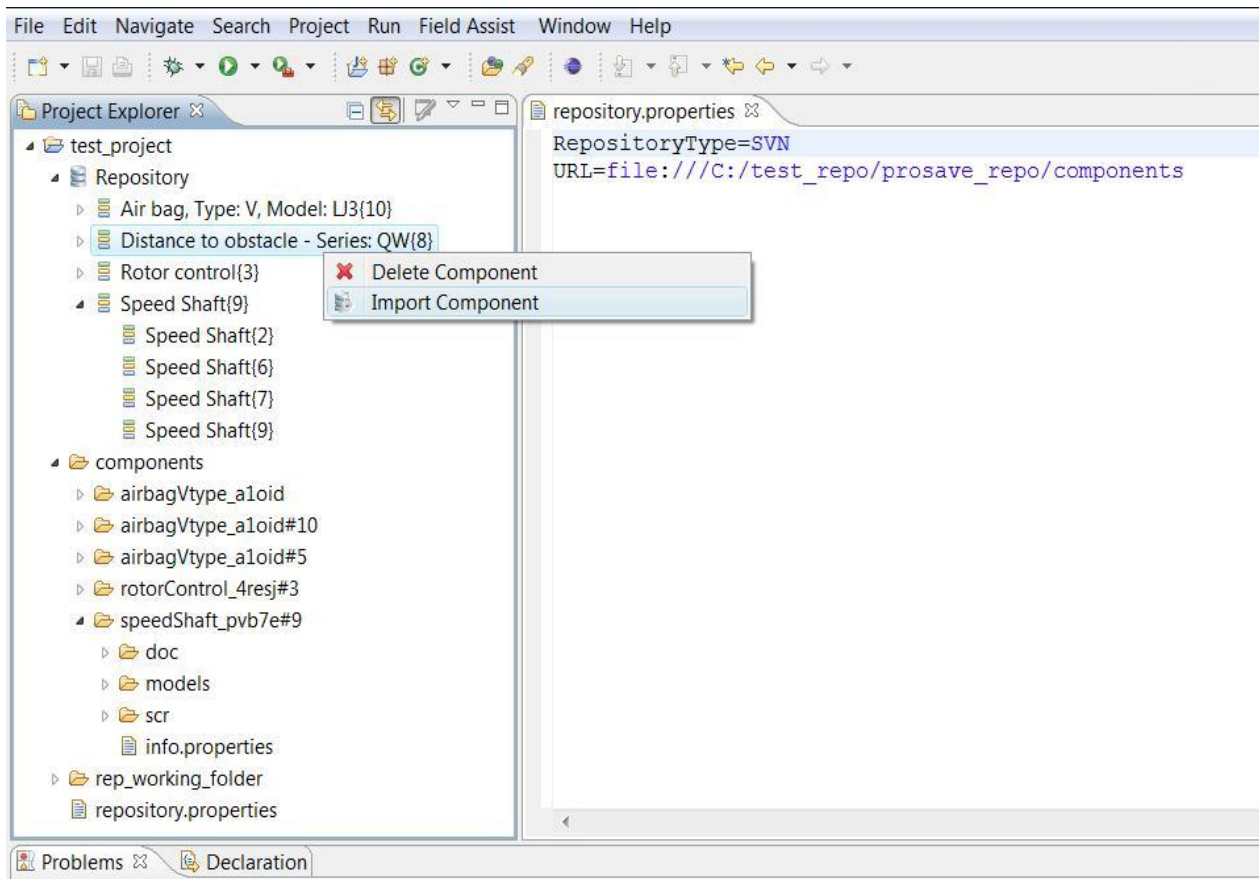 File Edit Navigate Search Project Run Field Assist Window Help
Project Explorer
repository.properties
test_project
Repository
Air bag, Type: V, Model: LJ3{10}
Distance to obstacle - Series: QW{8}
Rotor control{3}
Speed Shaft{9}
Speed Shaft{2}
Speed Shaft{6}
Speed Shaft{7}
Speed Shaft{9}
components
airbagVtype_a1oid
airbagVtype_a1oid#10
airbagVtype_a1oid#5
rotorControl_4resj#3
speedShaft_pvb7e#9
doc
models
scr
info.properties
rep_working_folder
repository.properties
Delete Component
Import Component
RepositoryType=SVN
URL=file:///C:/test_repo/prosave_repo/components
Problems Declaration